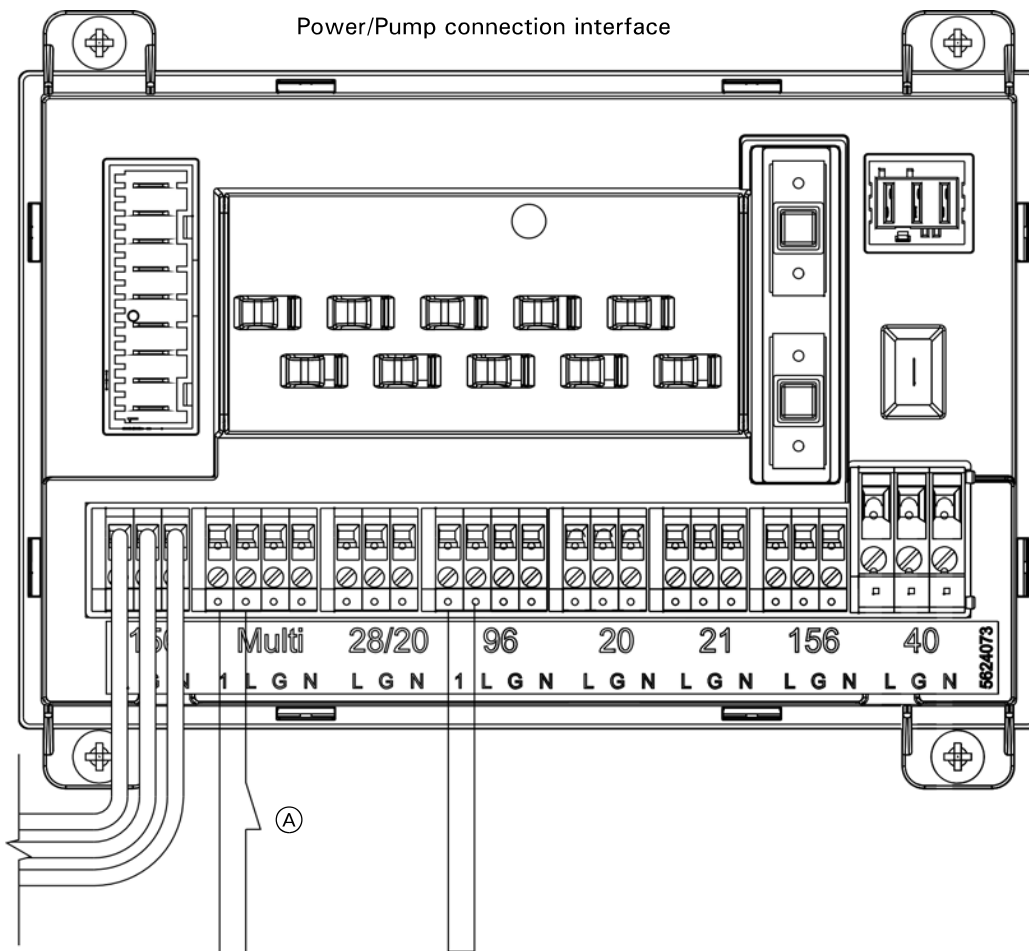 Power/Pump connection interface
Multi 28/20 96 20 21 156 40
N 1 L G N L G N 1 L G N L G N L G N L G N L G N
5624073
A